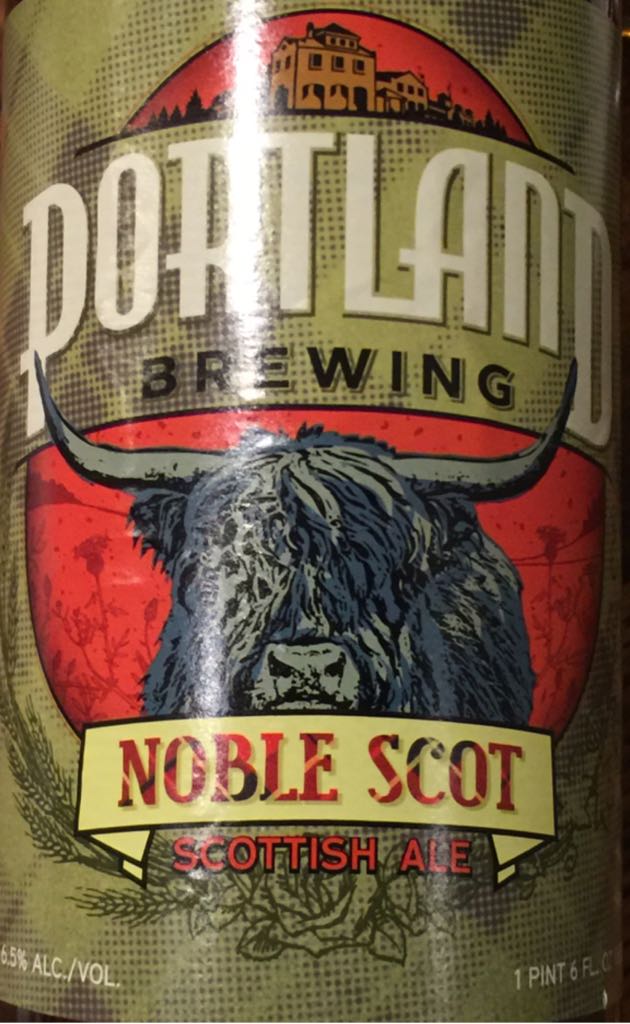 PORTLAND
BREWING
NOBLE SCOT
SCOTTISH ALE
6.5% ALC./VOL.
1 PINT 6 FL.